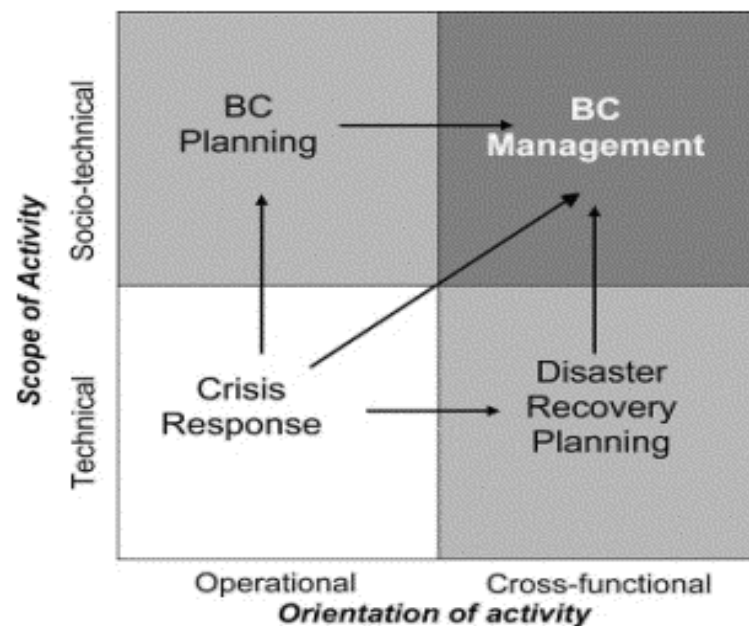 Scope of Activity
Socio-technical
Technical
BC
Planning
BC
Management
Crisis
Response
Disaster
Recovery
Planning
Operational
Cross-functional
Orientation of activity